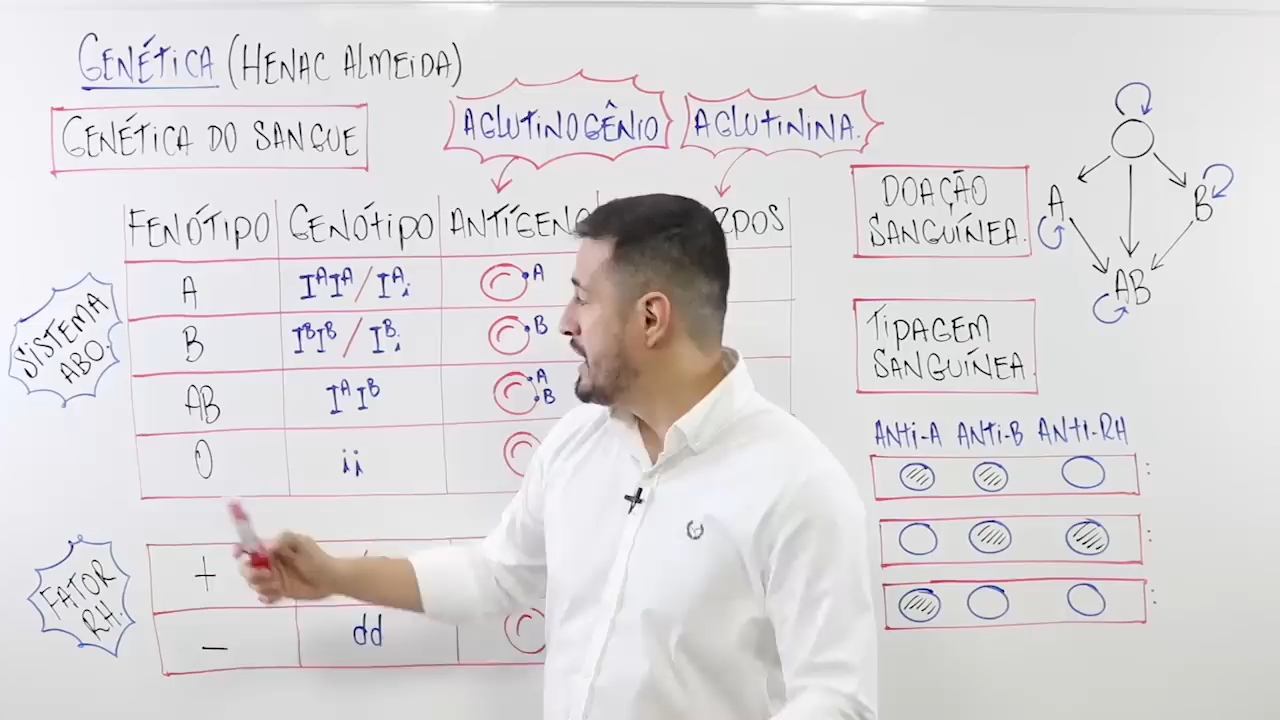 GENÉTICA (HENAC ALMEIDA)
GENÉTICA DO SANGUE
AGLUTINOGÊNIO
AGLUTININA.
FENÓTIPO GENÓTIPO ANTÍGENO
A IᴬIᴬ / Iᴬi A
B IᴮIᴮ / Iᴮi B
AB IᴬIᴮ A B
O ii
SISTEMA
ABO.
FATOR
RH.
+
– dd
DOAÇÃO
SANGUÍNEA.
A
B
AB
TIPAGEM
SANGUÍNEA.
ANTI-A ANTI-B ANTI-RH
:
:
: